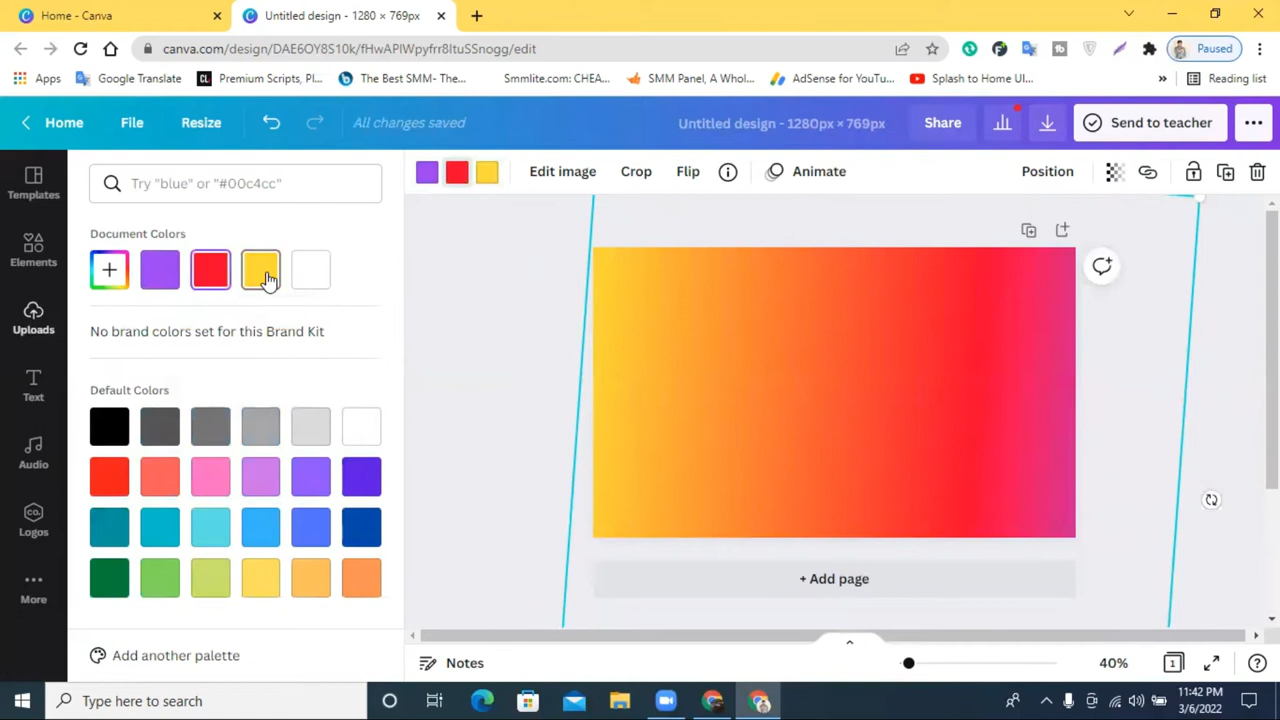 Home - Canva
Untitled design - 1280 × 769px
canva.com/design/DAE6OY8S10k/fHwAPIWpyfrr8ItuSSnogg/edit
Paused
Apps
Google Translate
Premium Scripts, Pl...
The Best SMM- The...
Smmlite.com: CHEA...
SMM Panel, A Whol...
AdSense for YouTu...
Splash to Home UI...
»
Reading list
Home
File
Resize
All changes saved
Untitled design - 1280px × 769px
Share
Send to teacher
Templates
Elements
Uploads
Text
Audio
CO.
Logos
More
Try "blue" or "#00c4cc"
Edit image
Crop
Flip
Animate
Position
Document Colors
No brand colors set for this Brand Kit
Default Colors
Add another palette
+ Add page
Notes
40%
1
Type here to search
11:42 PM
3/6/2022